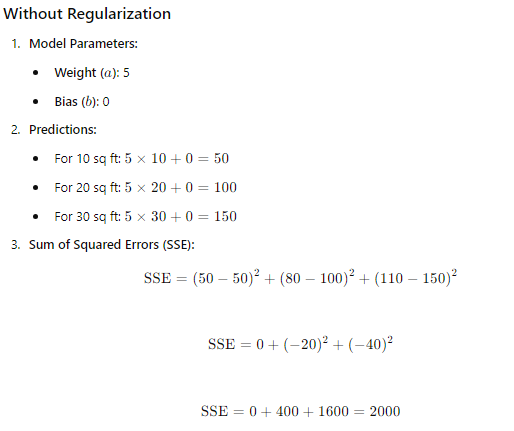 Without Regularization
1. Model Parameters:
• Weight (a): 5
• Bias (b): 0
2. Predictions:
• For 10 sq ft: 5 × 10 + 0 = 50
• For 20 sq ft: 5 × 20 + 0 = 100
• For 30 sq ft: 5 × 30 + 0 = 150
3. Sum of Squared Errors (SSE):
SSE = (50 − 50)² + (80 − 100)² + (110 − 150)²
SSE = 0 + (−20)² + (−40)²
SSE = 0 + 400 + 1600 = 2000